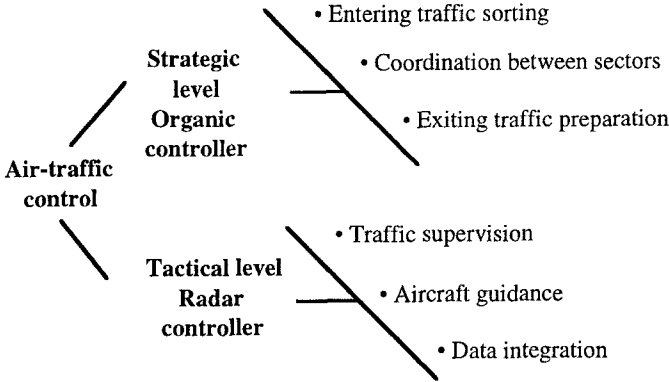 Air-traffic
control
Strategic
level
Organic
controller
• Entering traffic sorting
• Coordination between sectors
• Exiting traffic preparation
Tactical level
Radar
controller
• Traffic supervision
• Aircraft guidance
• Data integration